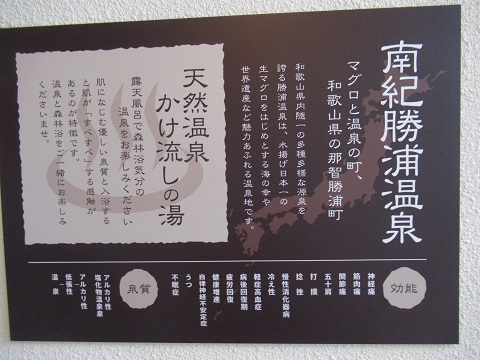 南紀勝浦温泉
マグロと温泉の町、
和歌山県の那智勝浦町
和歌山県内随一の多種多様な源泉を
誇る勝浦温泉は、水揚げ日本一の
生マグロをはじめとする海の幸や
世界遺産など魅力あふれる温泉地です。
天然温泉
かけ流しの湯
露天風呂で森林浴気分の
温泉をお楽しみください
肌になじむ優しい泉質と入浴する
と肌が「すべすべ」する感触が
あるのが特徴です。
温泉と森林浴をご一緒にお楽しみ
くださいませ。
効能
神経痛
筋肉痛
関節痛
五十肩
打撲
捻挫
慢性消化器病
冷え性
軽症高血圧
病後回復期
疲労回復
健康増進
自律神経不安定症
うつ
不眠症
泉質
アルカリ性
塩化物温泉
アルカリ性
低張性
温泉